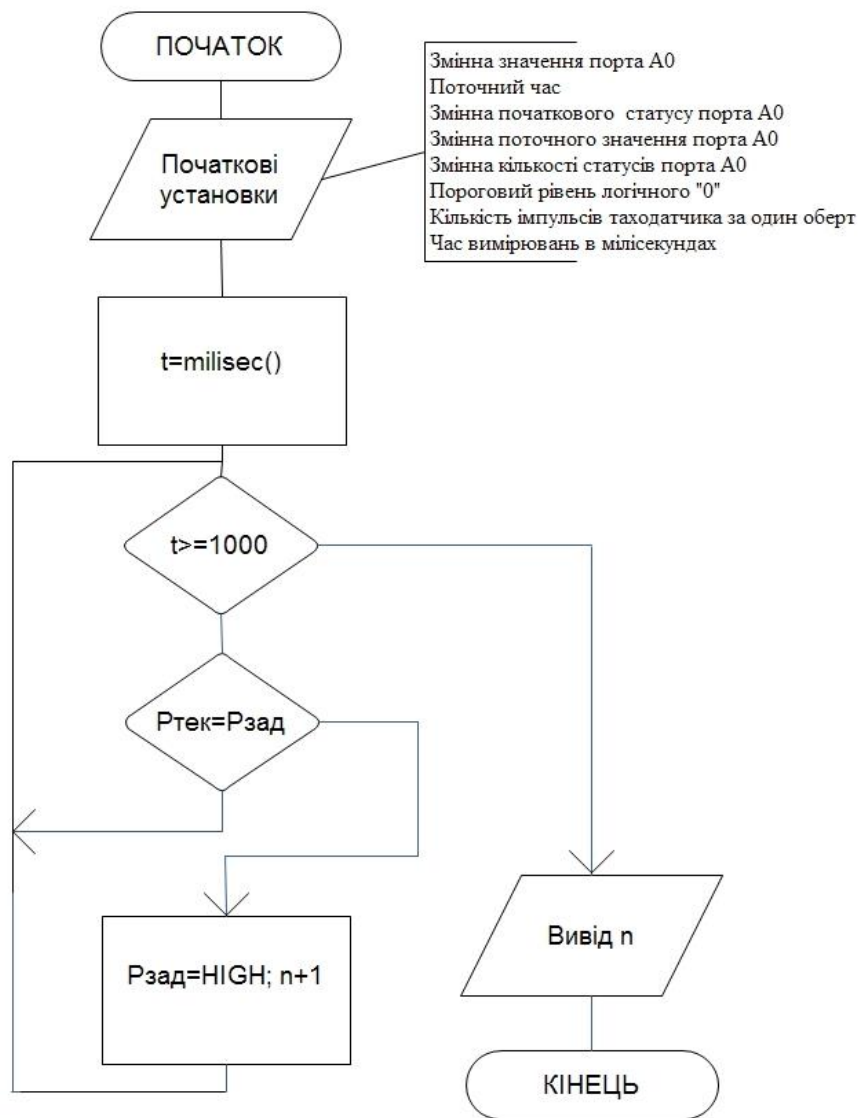 ПОЧАТОК
Початкові
установки
Змінна значення порта А0
Поточний час
Змінна початкового статусу порта А0
Змінна поточного значення порта А0
Змінна кількості статусів порта А0
Пороговий рівень логічного "0"
Кількість імпульсів таходатчика за один оберт
Час вимірювань в мілісекундах
t=milisec()
t>=1000
Ртек=Рзад
Рзад=HIGH; n+1
Вивід n
КІНЕЦЬ